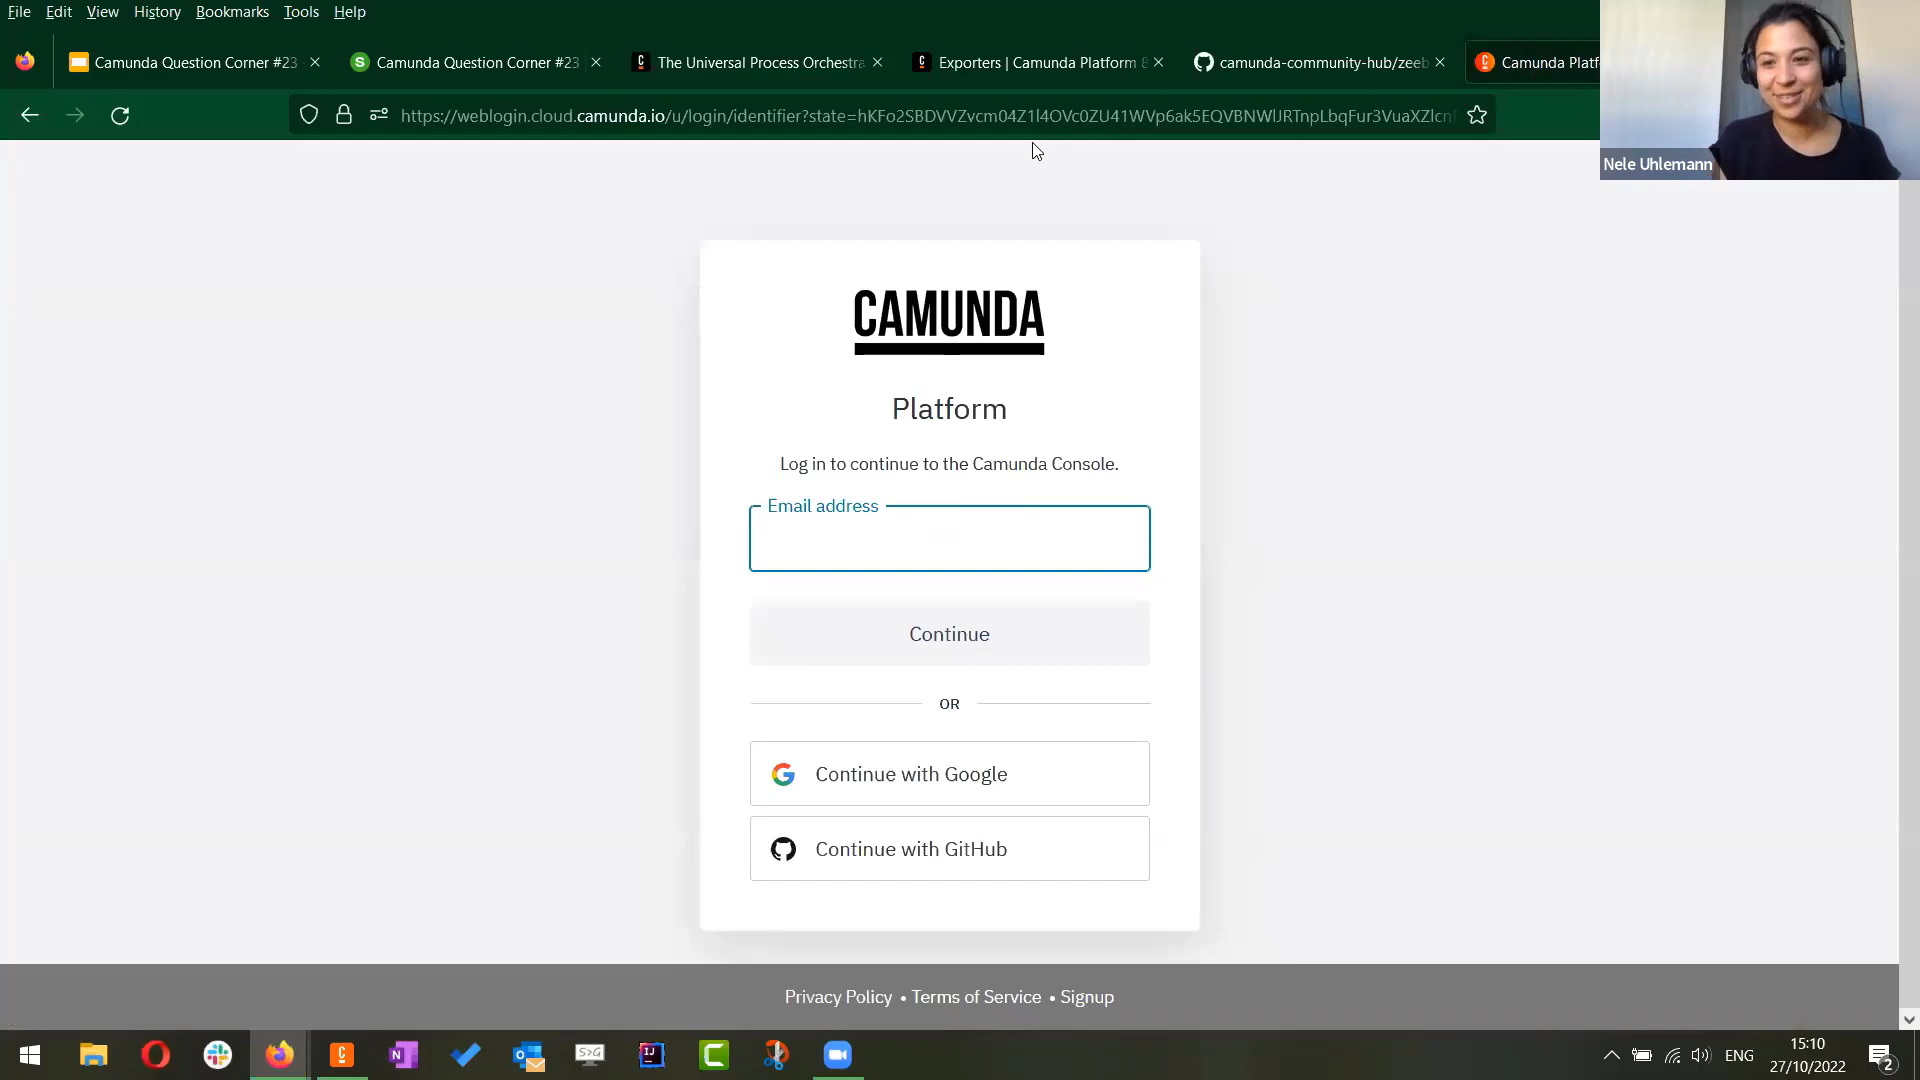 File Edit View History Bookmarks Tools Help
Camunda Question Corner #23
Camunda Question Corner #23
The Universal Process Orchestra
Exporters | Camunda Platform 8
camunda-community-hub/zeeb
Camunda Platf
https://weblogin.cloud.camunda.io/u/login/identifier?state=hKFo2SBDVVZvcm04Z1l4OVc0ZU41WVp6ak5EQVBNWlJRTnpLbqFur3VuaXZlcn
Nele Uhlemann
CAMUNDA
Platform
Log in to continue to the Camunda Console.
Email address
Continue
OR
Continue with Google
Continue with GitHub
Privacy Policy • Terms of Service • Signup
ENG
15:10
27/10/2022
2